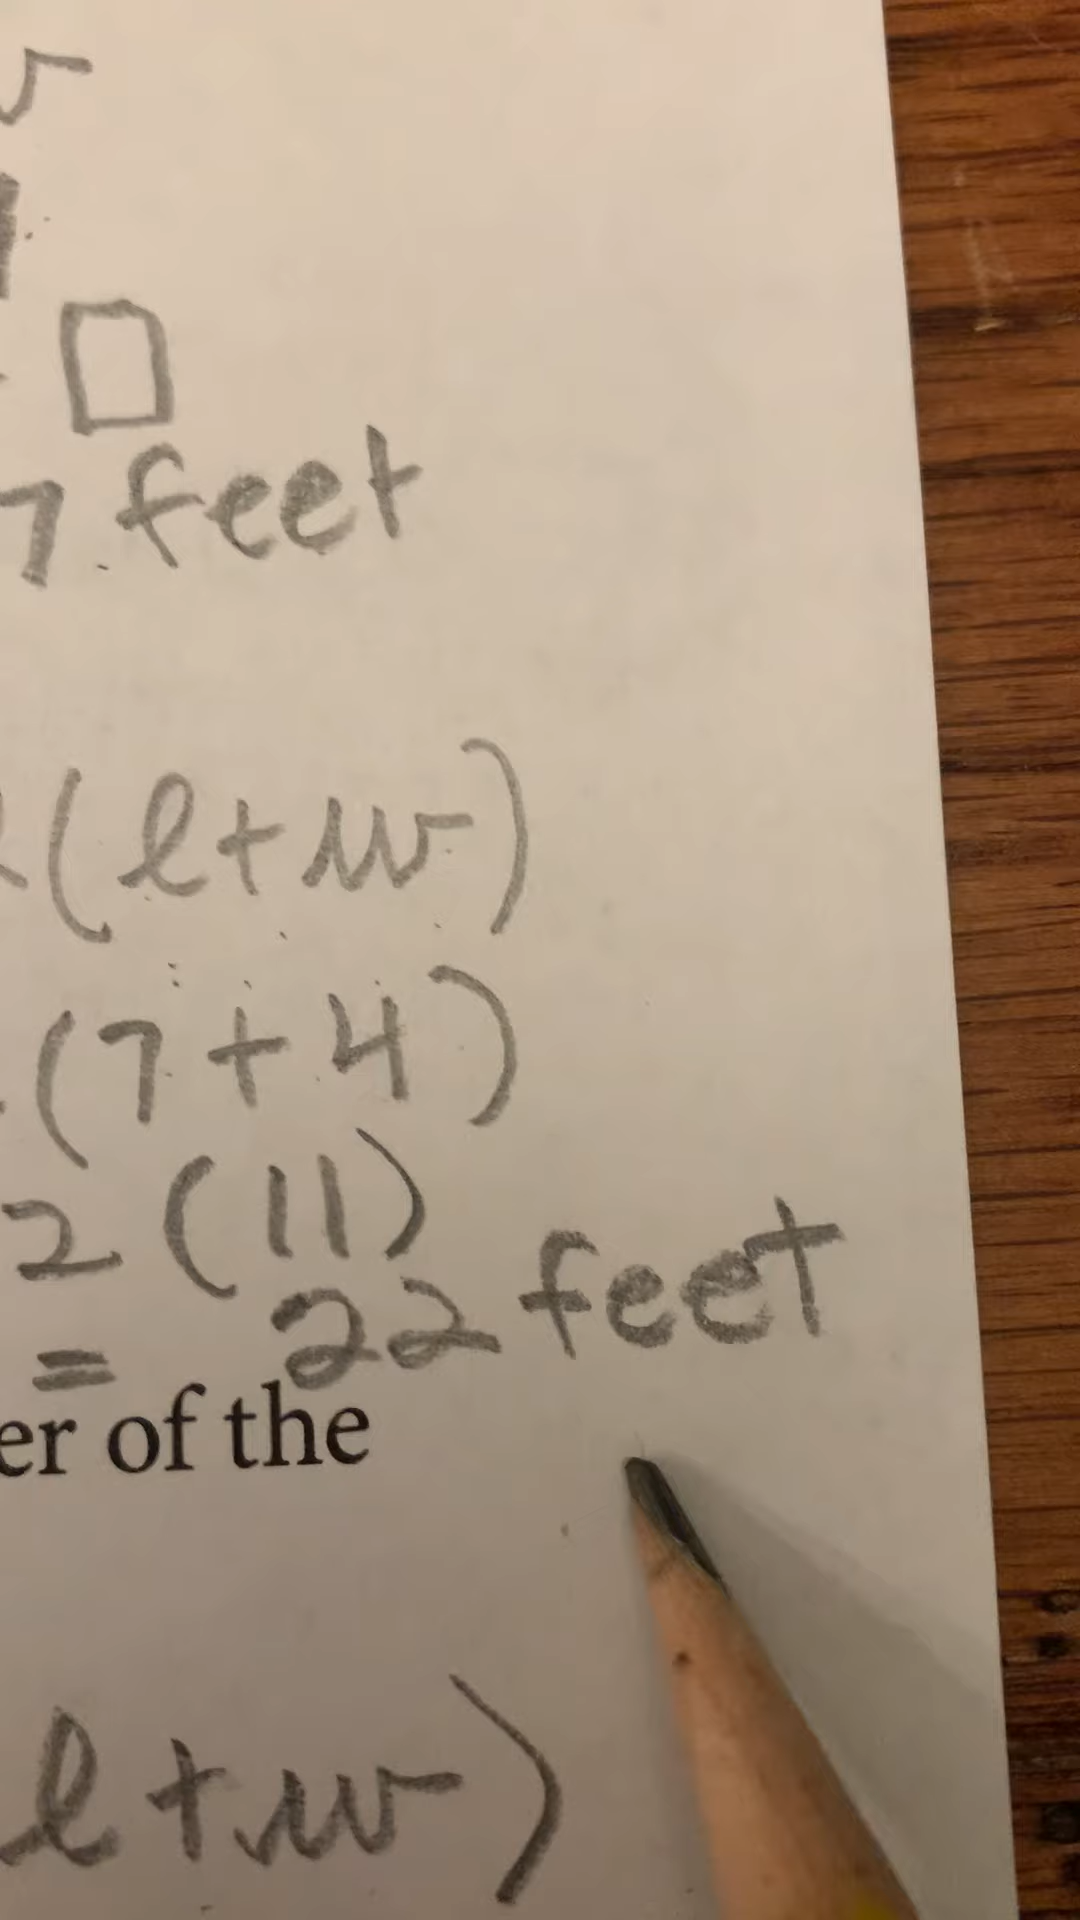 7 feet
(l+w)
(7+4)
2 (11)
= 22 feet
er of the
l+w)